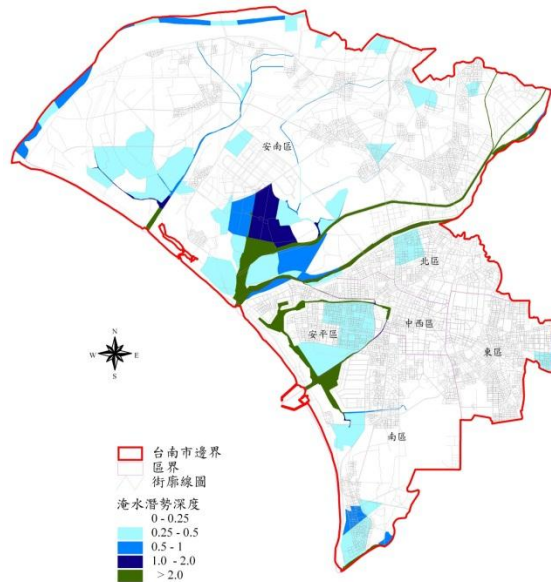 安南區
北區
中西區
安平區
東區
南區
N
W
E
S
台南市邊界
區界
街廓線圖
淹水潛勢深度
0 - 0.25
0.25 - 0.5
0.5 - 1
1.0 - 2.0
> 2.0